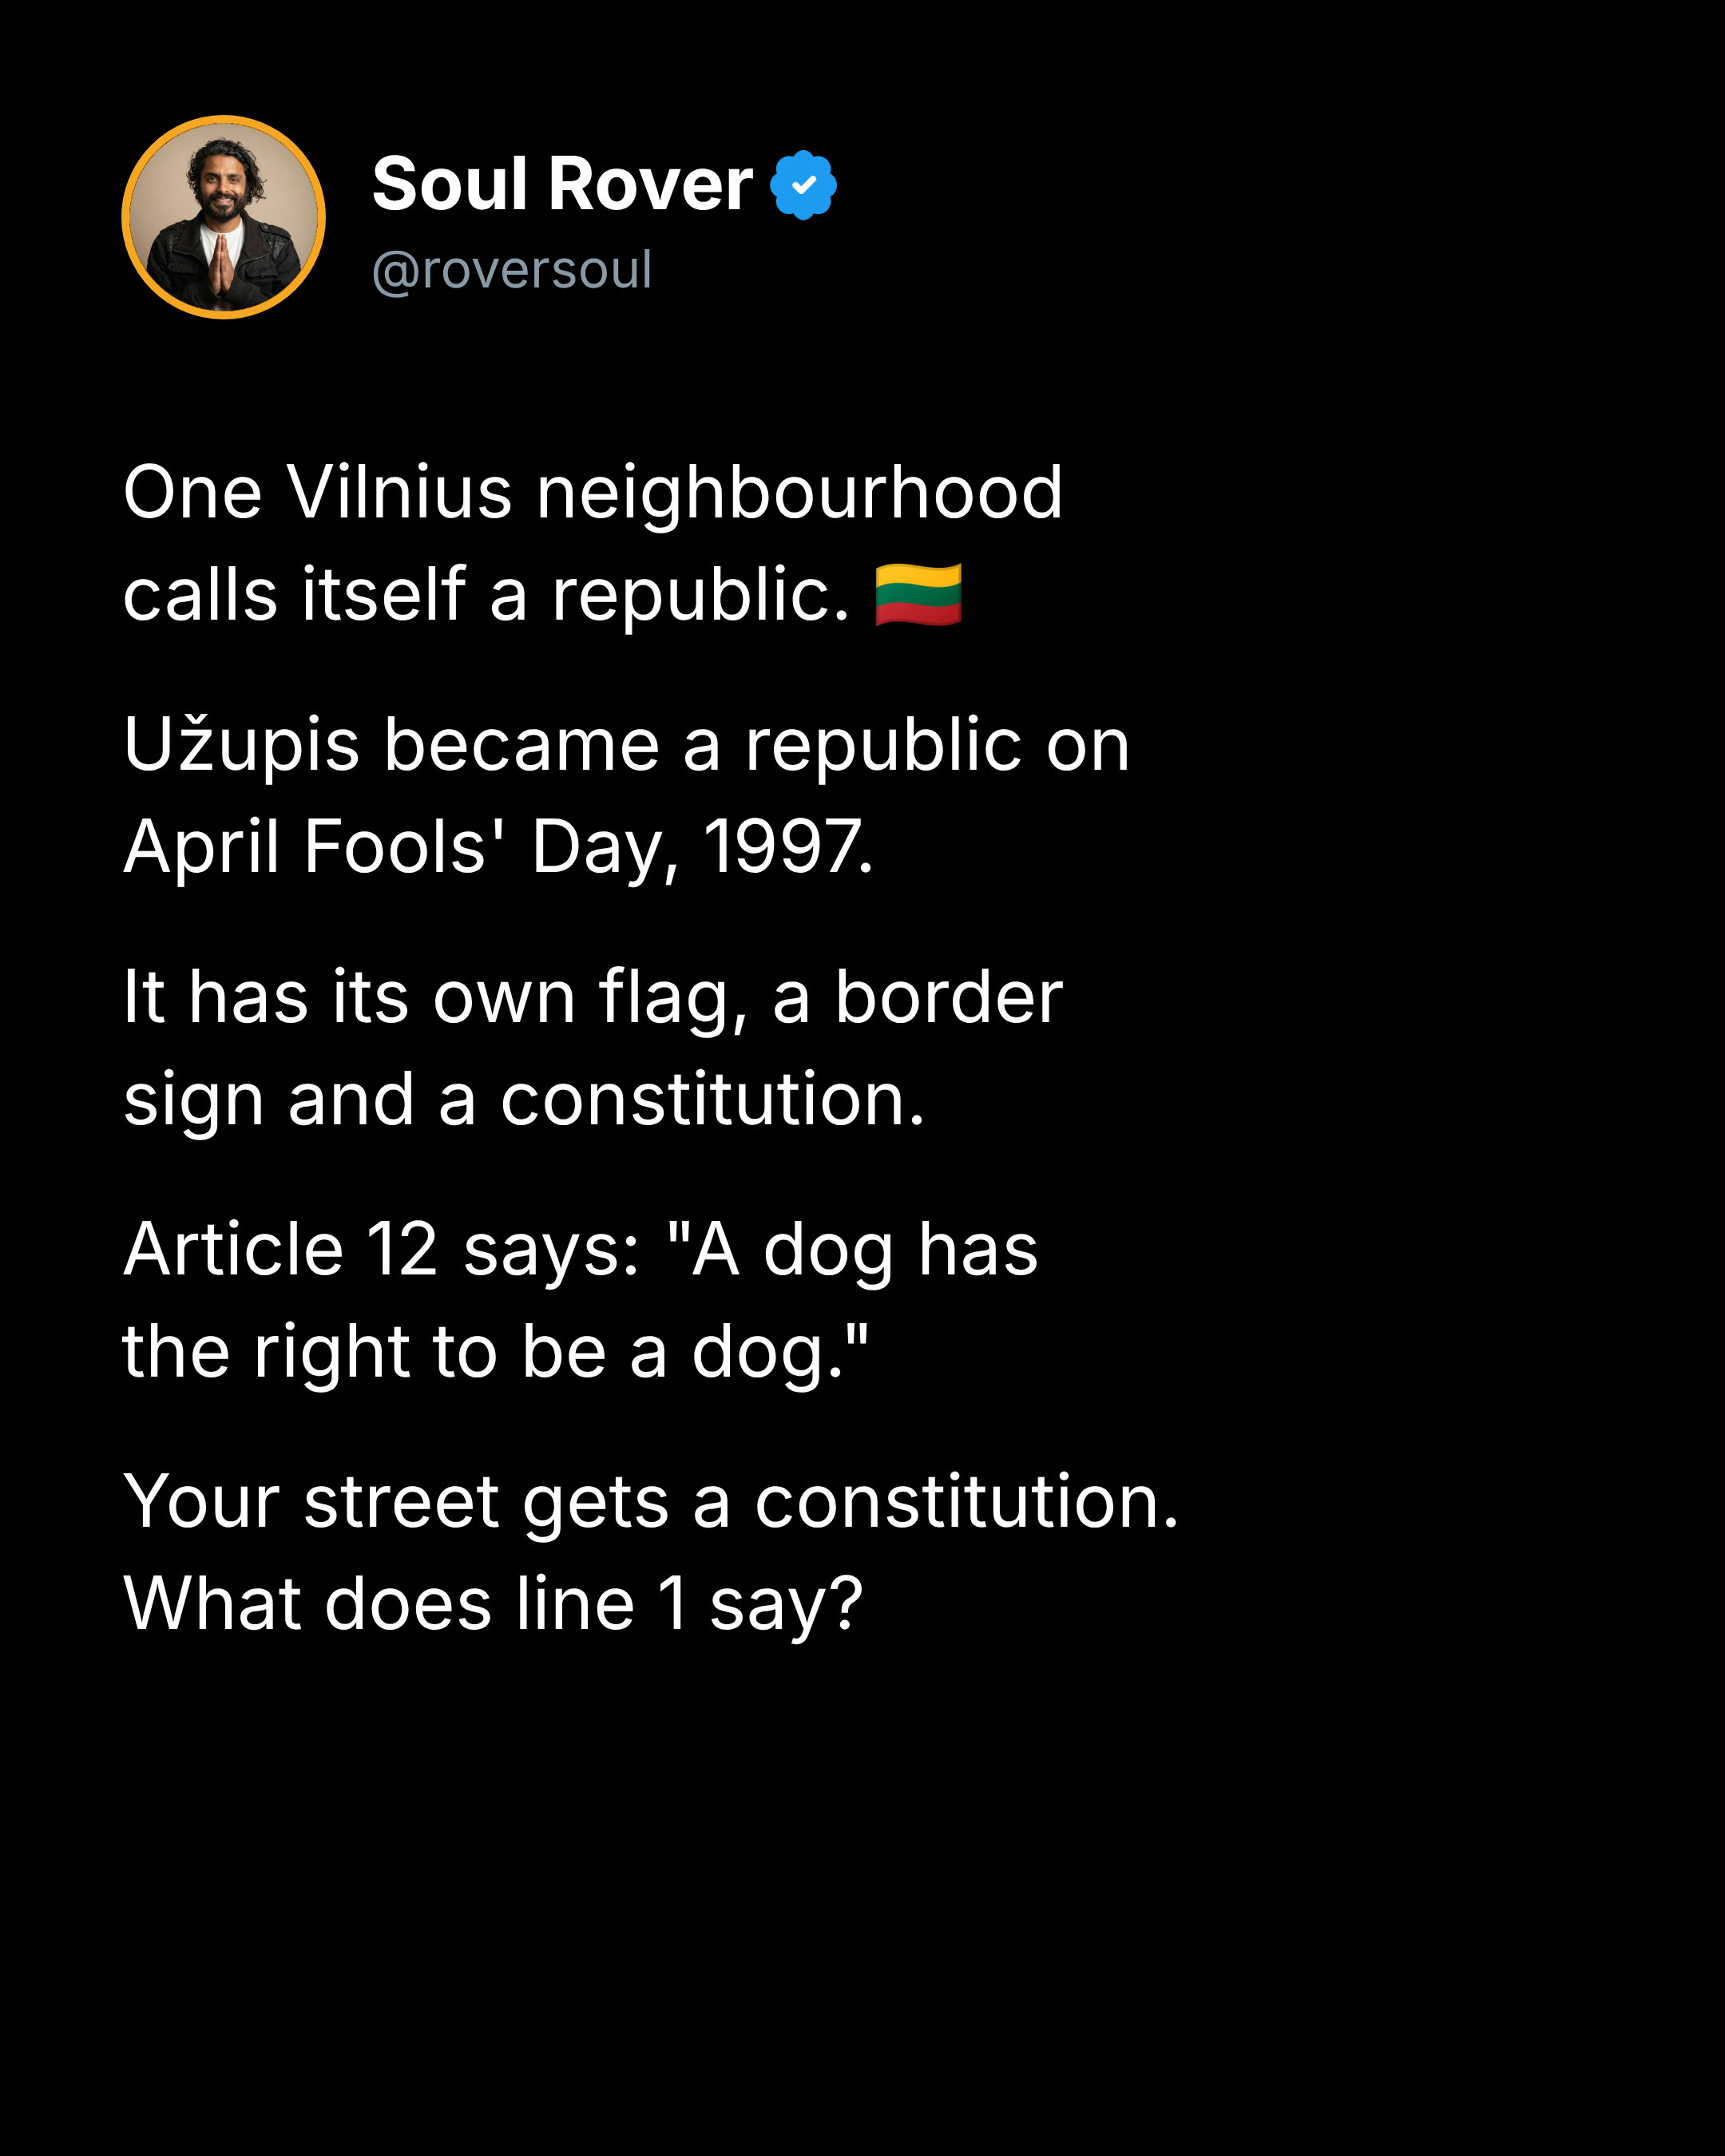 Soul Rover
@roversoul
One Vilnius neighbourhood
calls itself a republic. 🇱🇹
Užupis became a republic on
April Fools' Day, 1997.
It has its own flag, a border
sign and a constitution.
Article 12 says: "A dog has
the right to be a dog."
Your street gets a constitution.
What does line 1 say?